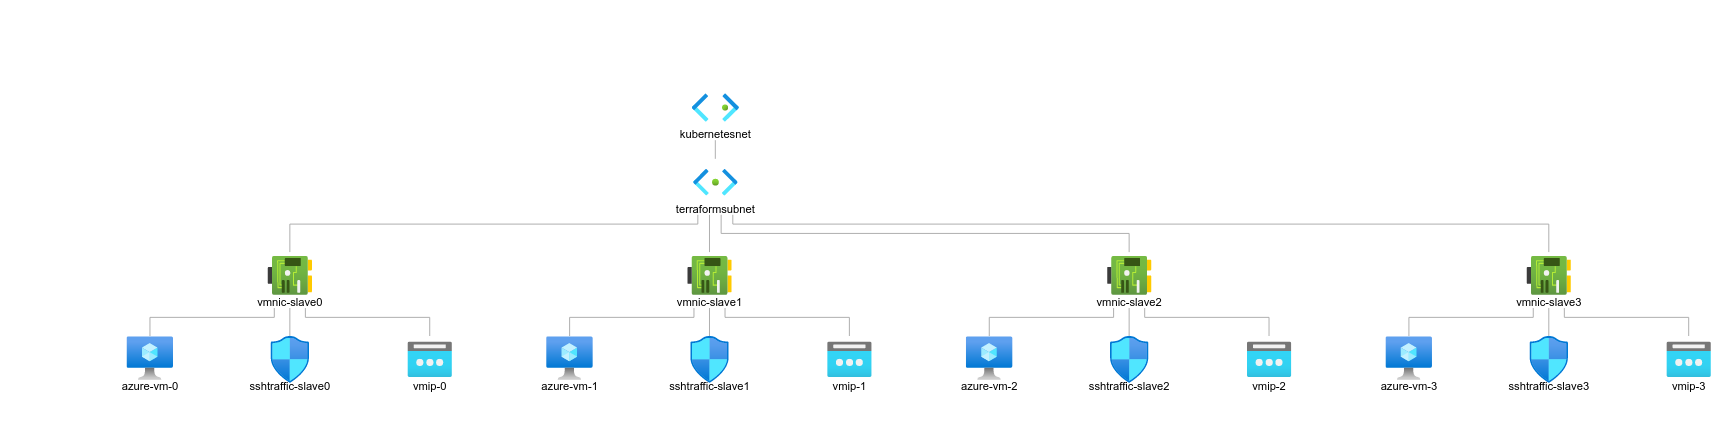 kubernetesnet
terraformsubnet
vmnic-slave0
vmnic-slave1
vmnic-slave2
vmnic-slave3
azure-vm-0
sshtraffic-slave0
vmip-0
azure-vm-1
sshtraffic-slave1
vmip-1
azure-vm-2
sshtraffic-slave2
vmip-2
azure-vm-3
sshtraffic-slave3
vmip-3